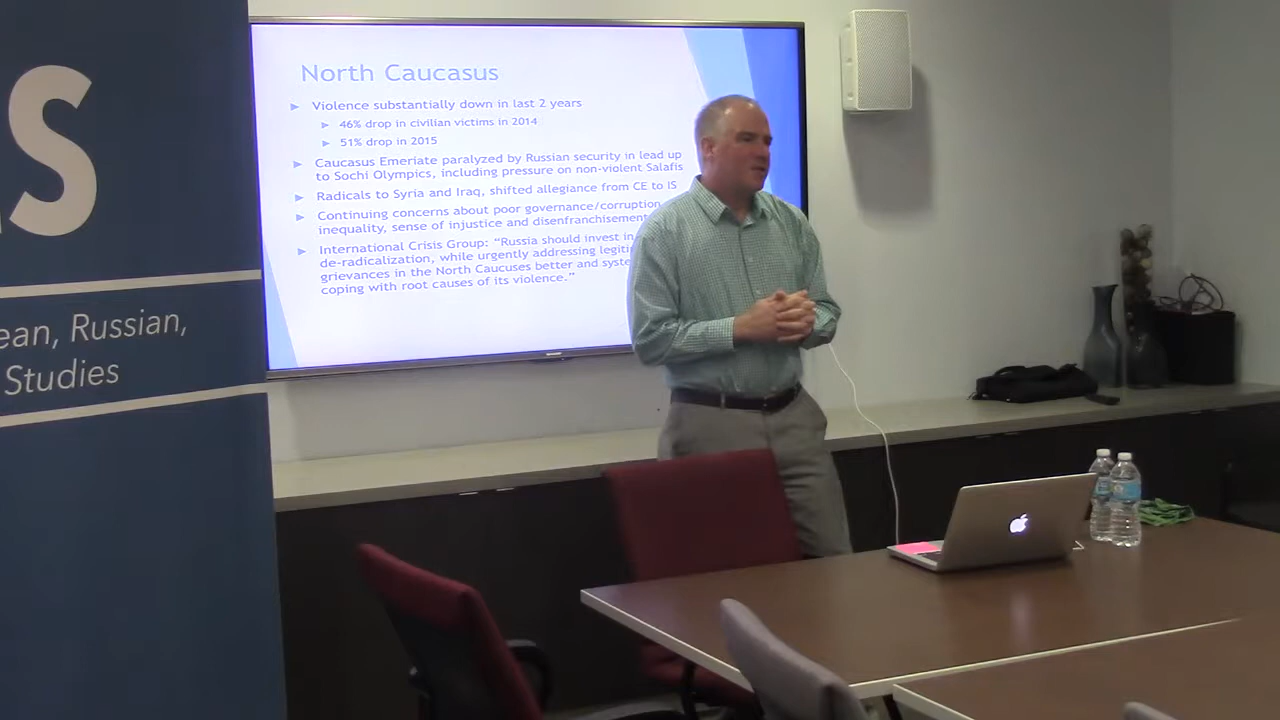 S
ean, Russian,
Studies
North Caucasus
Violence substantially down in last 2 years
46% drop in civilian victims in 2014
51% drop in 2015
Caucasus Emeriate paralyzed by Russian security in lead up
to Sochi Olympics, including pressure on non-violent Salafis
Radicals to Syria and Iraq, shifted allegiance from CE to IS
Continuing concerns about poor governance/corruption,
inequality, sense of injustice and disenfranchisement
International Crisis Group: “Russia should invest in
de-radicalization, while urgently addressing legiti
grievances in the North Caucuses better and syste
coping with root causes of its violence.”